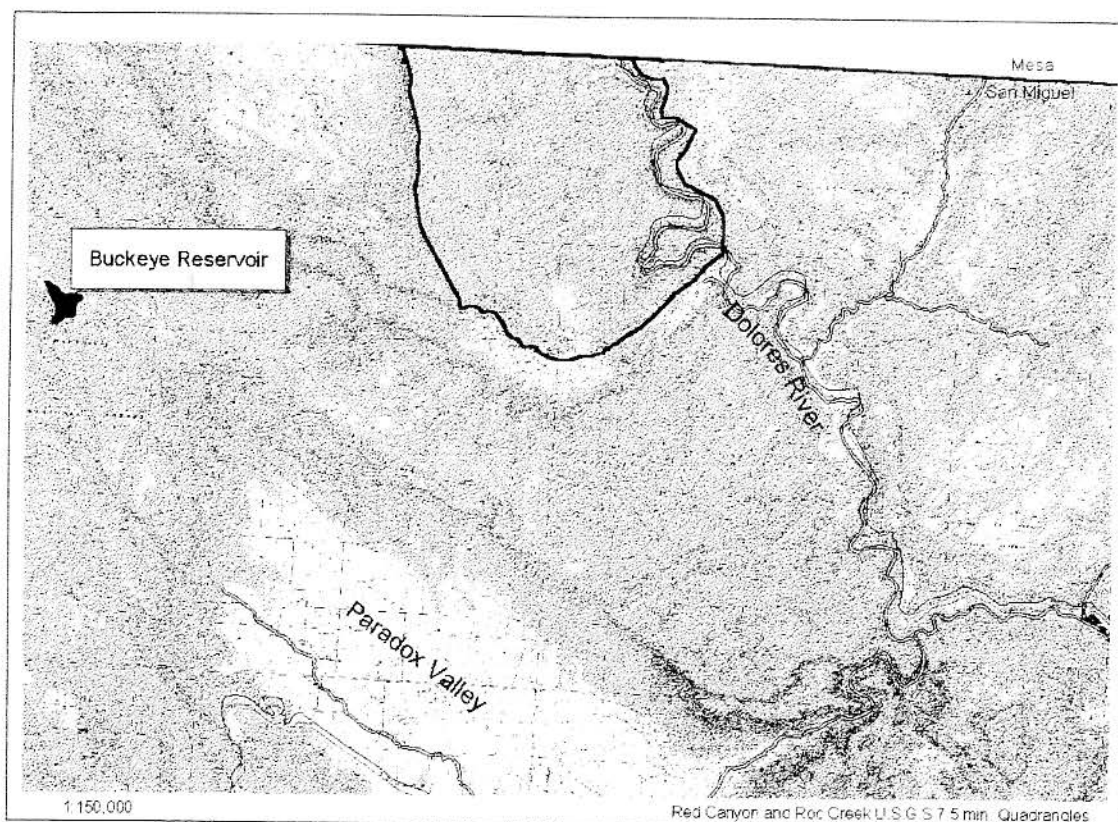 Mesa
San Miguel
Buckeye Reservoir
Dolores River
Paradox Valley
1:150,000
Red Canyon and Roc Creek U.S.G.S 7.5 min. Quadrangles